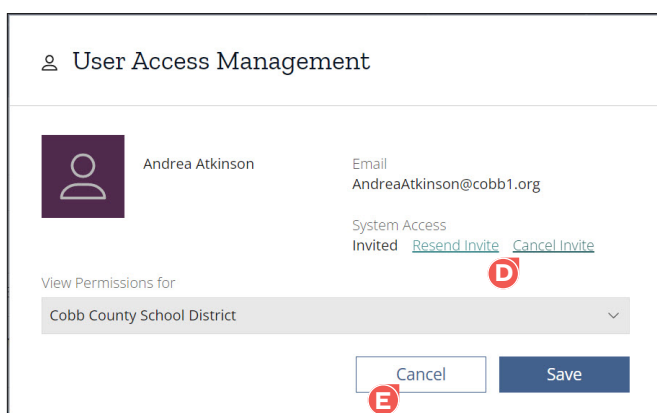 User Access Management
Andrea Atkinson
Email
AndreaAtkinson@cobb1.org
System Access
Invited Resend Invite Cancel Invite
D
View Permissions for
Cobb County School District
Cancel Save
E